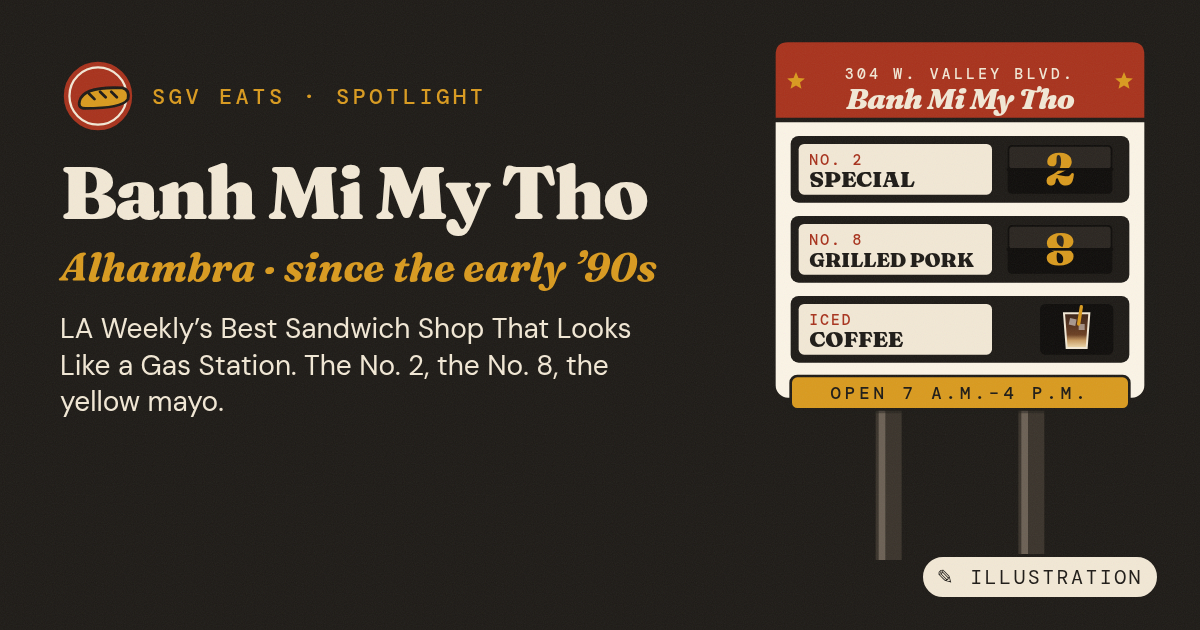 SGV EATS · SPOTLIGHT
Banh Mi My Tho
Alhambra · since the early ’90s
LA Weekly’s Best Sandwich Shop That Looks
Like a Gas Station. The No. 2, the No. 8, the
yellow mayo.
304 W. VALLEY BLVD.
Banh Mi My Tho
NO. 2
SPECIAL
2
NO. 8
GRILLED PORK
8
ICED
COFFEE
OPEN 7 A.M.–4 P.M.
✎ ILLUSTRATION